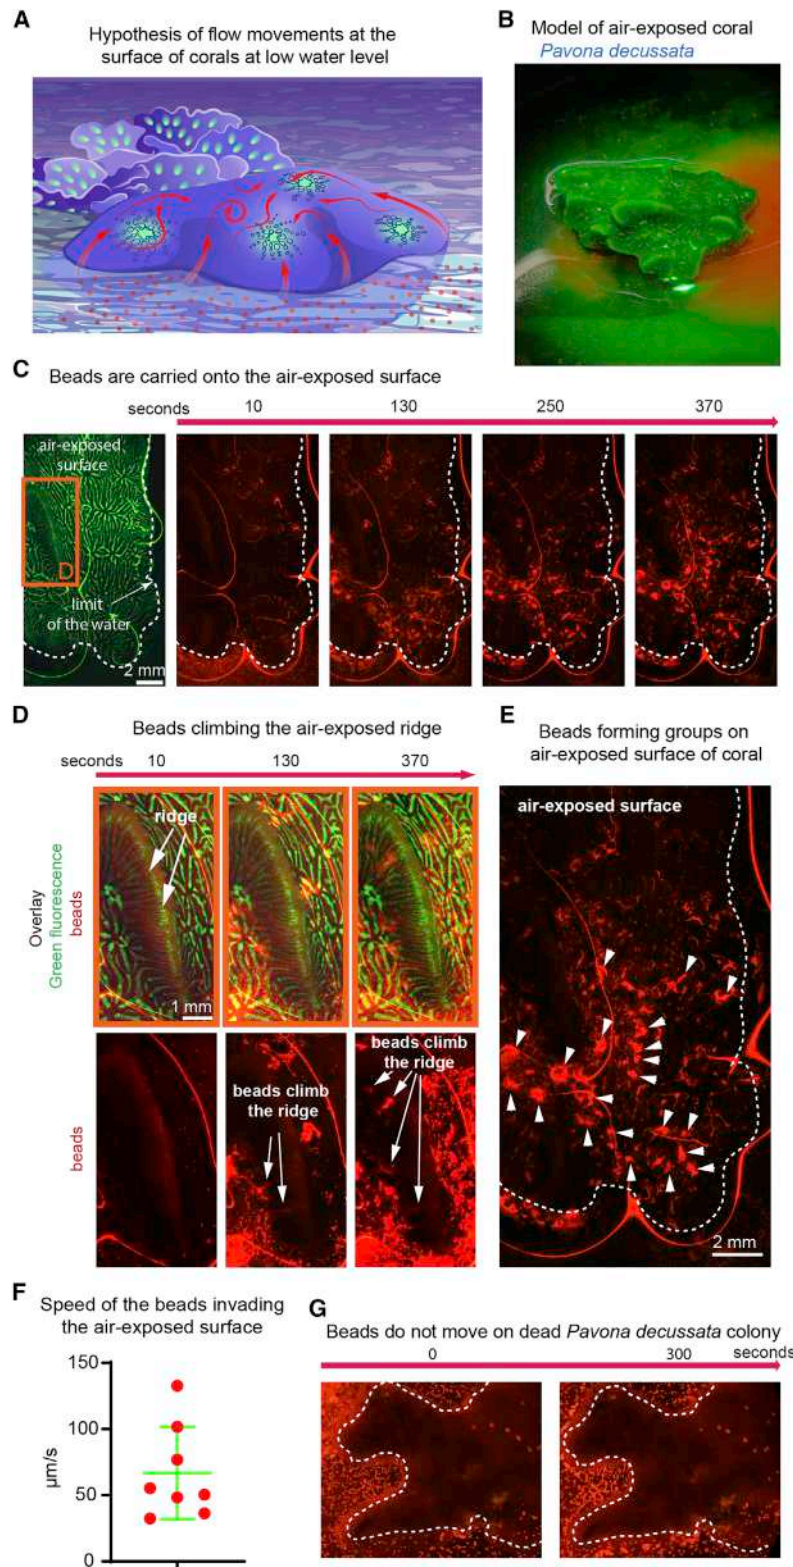 A
Hypothesis of flow movements at the
surface of corals at low water level
B
Model of air-exposed coral
Pavona decussata
C
Beads are carried onto the air-exposed surface
seconds 10 130 250 370
air-exposed
surface
D
limit
of the water
2 mm
D
Beads climbing the air-exposed ridge
seconds 10 130 370
Overlay
Green fluorescence
beads
ridge
1 mm
beads
beads climb
the ridge
beads climb
the ridge
E
Beads forming groups on
air-exposed surface of coral
air-exposed surface
2 mm
F
Speed of the beads invading
the air-exposed surface
µm/s
150
100
50
0
G
Beads do not move on dead Pavona decussata colony
0 300 seconds